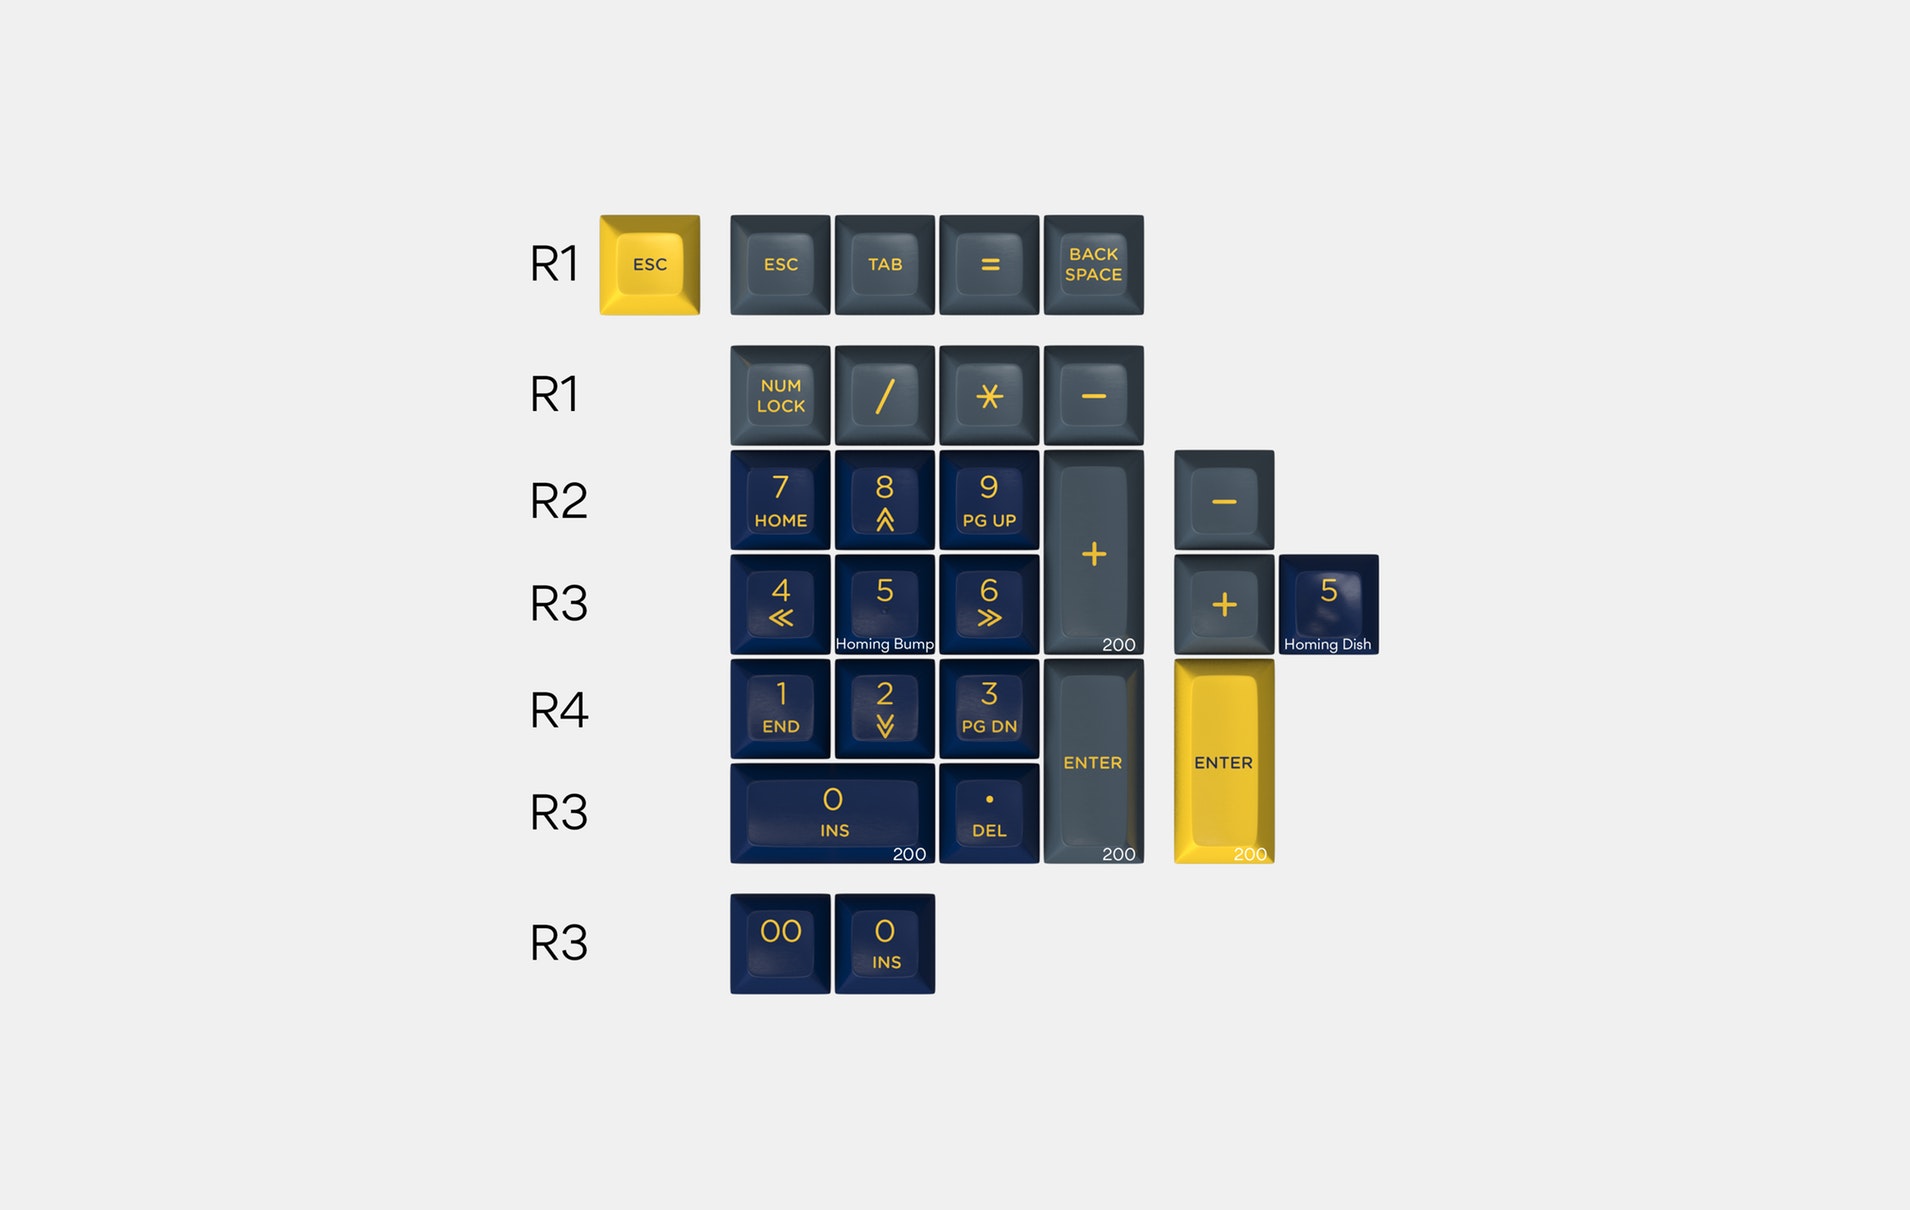 R1
ESC
ESC
TAB
=
BACK
SPACE
R1
NUM
LOCK
/
*
−
R2
7
HOME
8
9
PG UP
+
200
−
R3
4
≪
5
Homing Bump
6
≫
+
5
Homing Dish
R4
1
END
2
3
PG DN
ENTER
200
ENTER
200
R3
0
INS
200
.
DEL
R3
00
0
INS